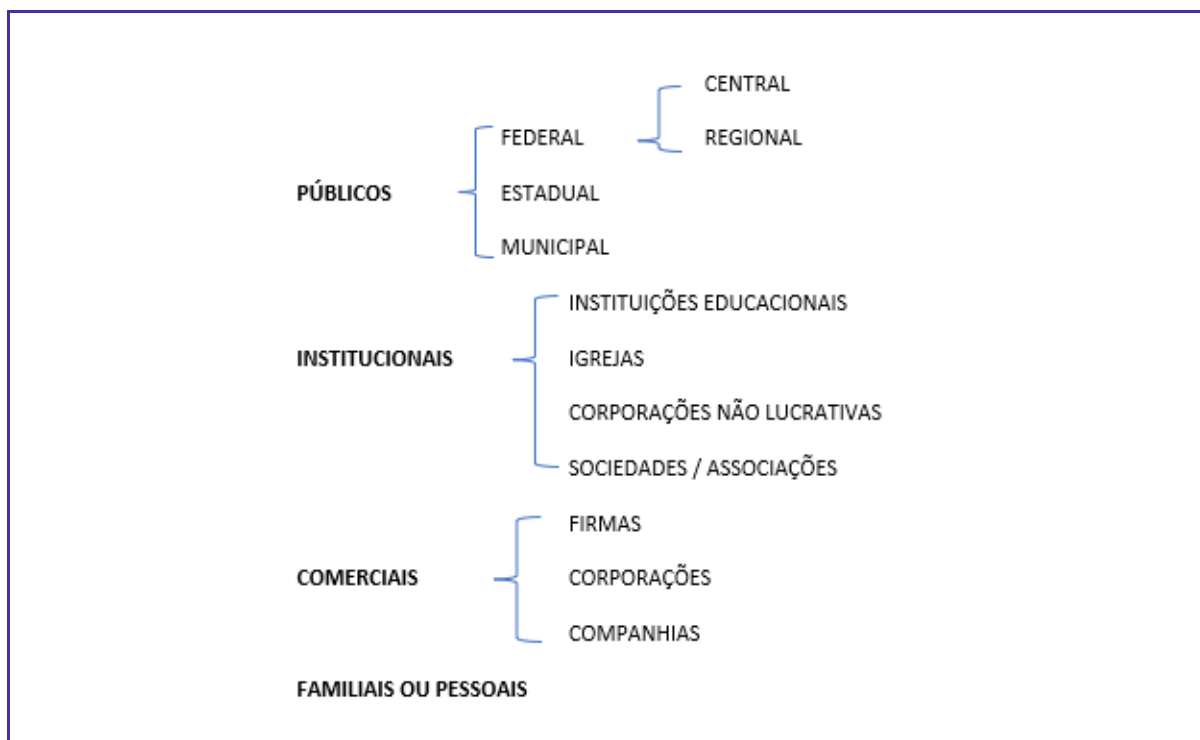 CENTRAL
FEDERAL REGIONAL
PÚBLICOS ESTADUAL
MUNICIPAL
INSTITUIÇÕES EDUCACIONAIS
INSTITUCIONAIS IGREJAS
CORPORAÇÕES NÃO LUCRATIVAS
SOCIEDADES / ASSOCIAÇÕES
FIRMAS
COMERCIAIS CORPORAÇÕES
COMPANHIAS
FAMILIAIS OU PESSOAIS